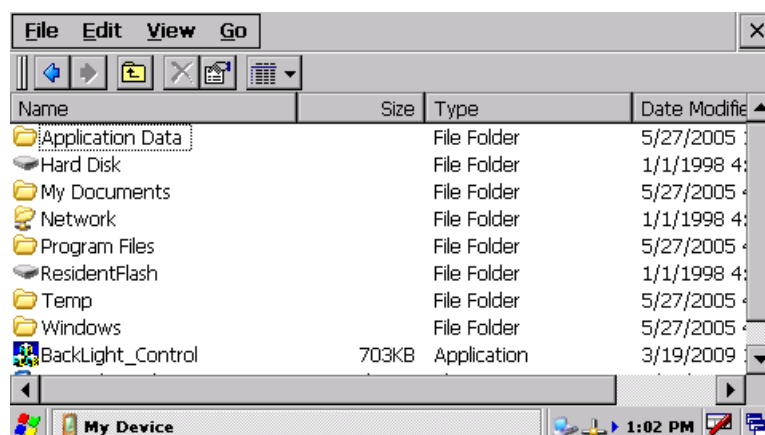 File Edit View Go
Name Size Type Date Modifie
Application Data File Folder 5/27/2005
Hard Disk File Folder 1/1/1998 4:
My Documents File Folder 5/27/2005
Network File Folder 1/1/1998 4:
Program Files File Folder 5/27/2005
ResidentFlash File Folder 1/1/1998 4:
Temp File Folder 5/27/2005
Windows File Folder 5/27/2005
BackLight_Control 703KB Application 3/19/2009
My Device 1:02 PM